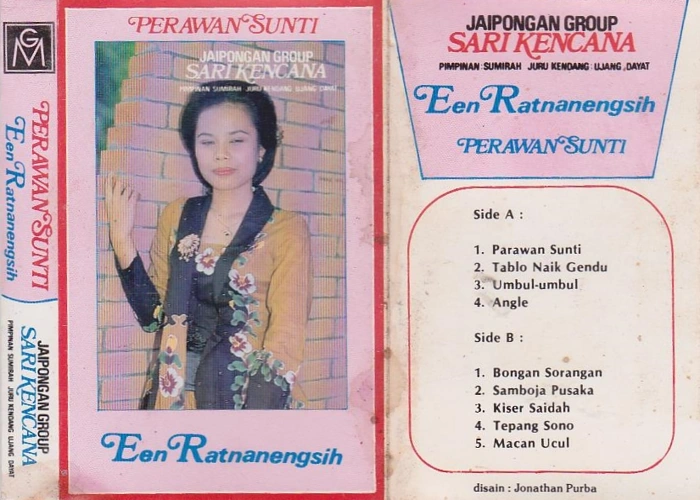 GM
PERAWAN SUNTI
Een Ratnanengsih
JAIPONGAN GROUP
SARI KENCANA
PIMPINAN SUMIRAH JURU KENDANG UJANG DAYAT
PERAWAN SUNTI
JAIPONGAN GROUP
SARI KENCANA
PIMPINAN SUMIRAH JURU KENDANG UJANG DAYAT
Een Ratnanengsih
JAIPONGAN GROUP
SARI KENCANA
PIMPINAN : SUMIRAH JURU KENDANG : UJANG DAYAT
Een Ratnanengsih
PERAWAN SUNTI
Side A :
1. Parawan Sunti
2. Tablo Naik Gendu
3. Umbul-umbul
4. Angle
Side B :
1. Bongan Sorangan
2. Samboja Pusaka
3. Kiser Saidah
4. Tepang Sono
5. Macan Ucul
disain : Jonathan Purba